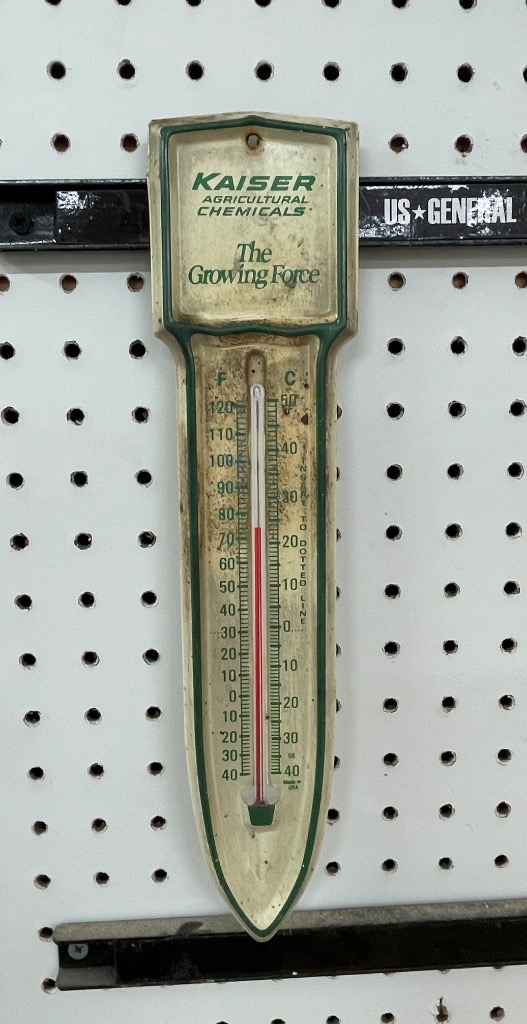 KAISER
AGRICULTURAL
CHEMICALS
US★GENERAL
The
Growing Force
F C
120 50
110
100 40
90
80 30
70 20
60
50 10
40
30 0
20
10 10
0
10 20
20
30 30
40 40
INSERT TO DOTTED LINE
56
Made in
USA